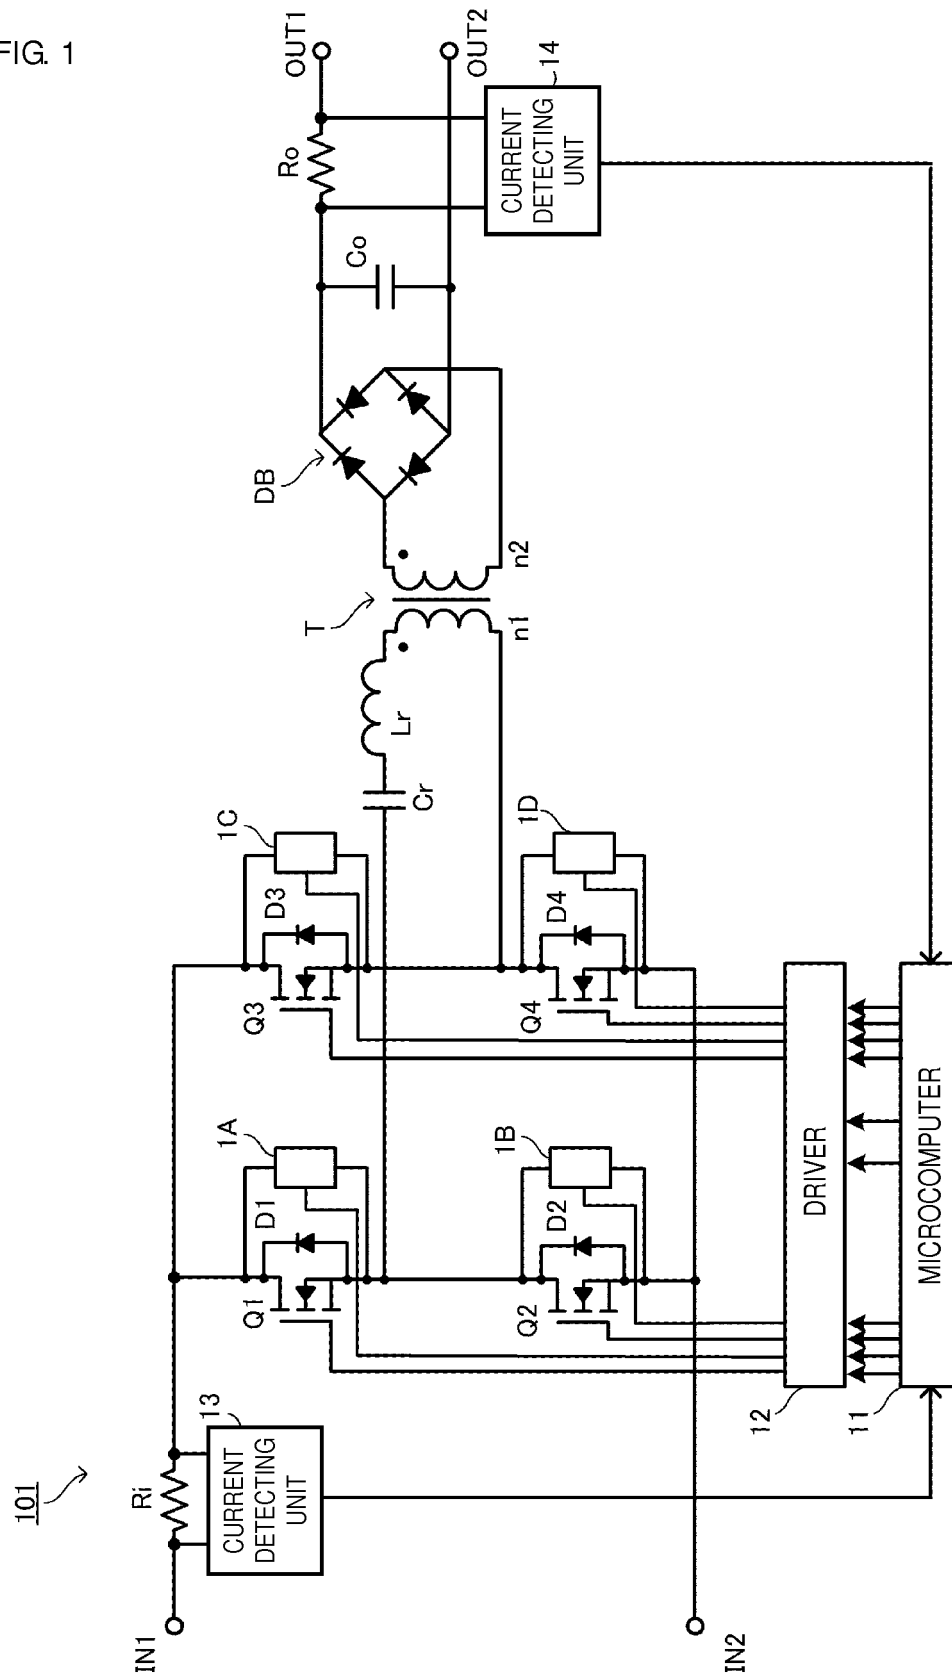 FIG. 1
101
IN1
Ri
13
CURRENT
DETECTING
UNIT
IN2
Q1
D1
1A
Q2
D2
1B
Q3
D3
1C
Q4
D4
1D
Cr
Lr
T
n1
n2
DB
Co
Ro
OUT1
OUT2
14
CURRENT
DETECTING
UNIT
12
DRIVER
11
MICROCOMPUTER